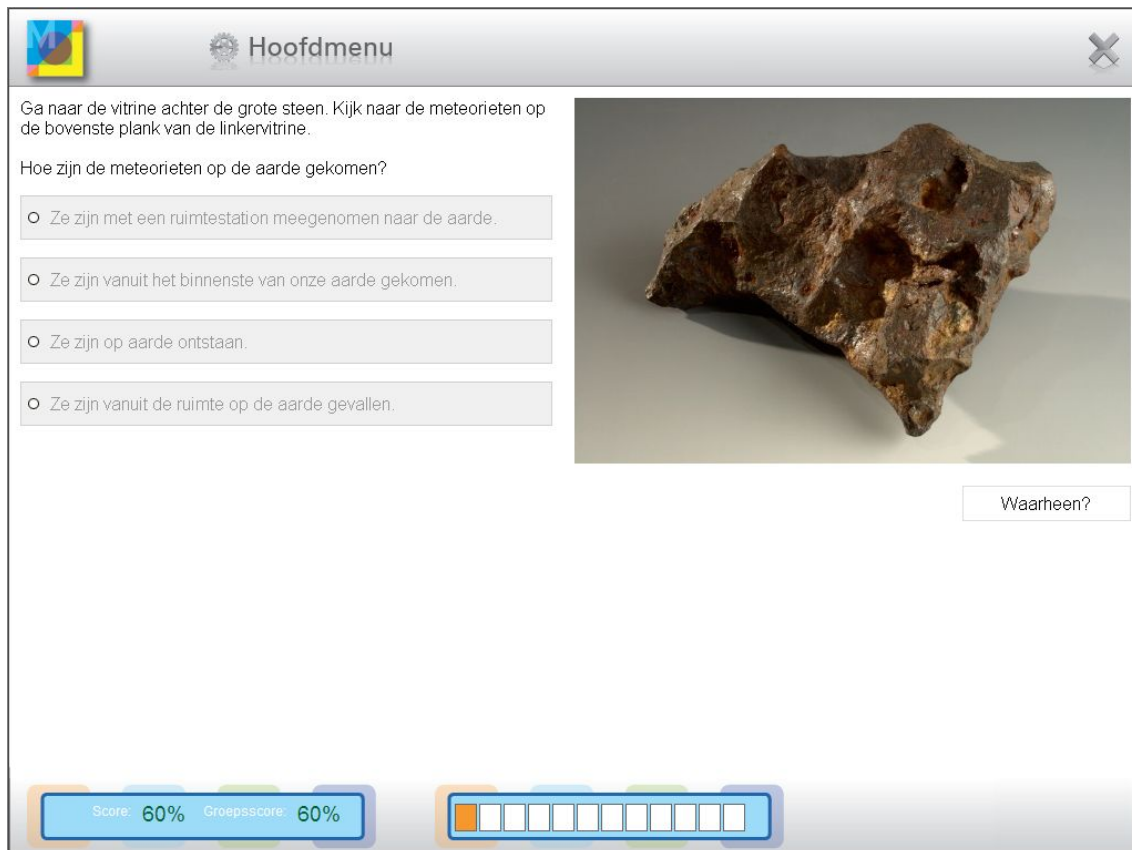 M
Hoofdmenu
Ga naar de vitrine achter de grote steen. Kijk naar de meteorieten op
de bovenste plank van de linkervitrine.
Hoe zijn de meteorieten op de aarde gekomen?
Ze zijn met een ruimtestation meegenomen naar de aarde.
Ze zijn vanuit het binnenste van onze aarde gekomen.
Ze zijn op aarde ontstaan.
Ze zijn vanuit de ruimte op de aarde gevallen.
Waarheen?
Score: 60% Groepsscore: 60%